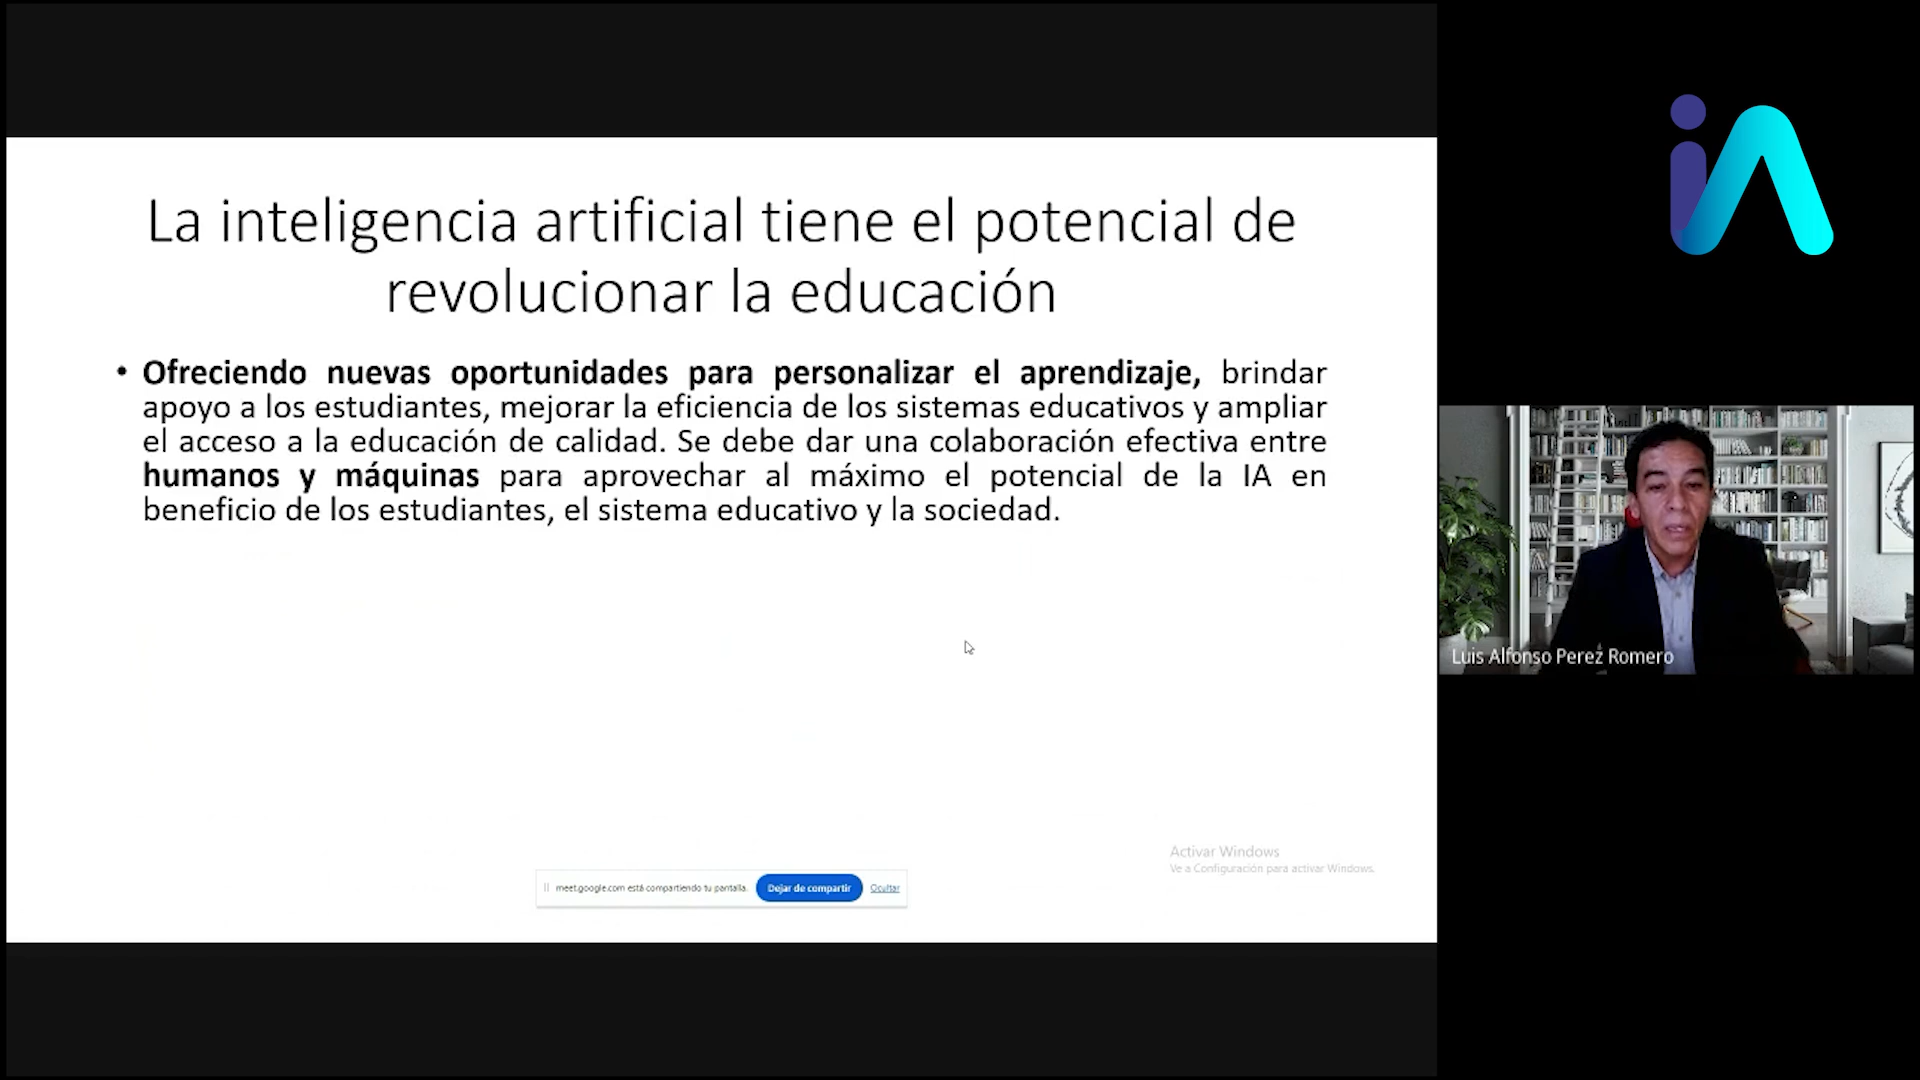 La inteligencia artificial tiene el potencial de
revolucionar la educación
• Ofreciendo nuevas oportunidades para personalizar el aprendizaje, brindar
apoyo a los estudiantes, mejorar la eficiencia de los sistemas educativos y ampliar
el acceso a la educación de calidad. Se debe dar una colaboración efectiva entre
humanos y máquinas para aprovechar al máximo el potencial de la IA en
beneficio de los estudiantes, el sistema educativo y la sociedad.
Activar Windows
Ve a Configuración para activar Windows.
meet.google.com está compartiendo tu pantalla. Dejar de compartir Ocultar
iA
Luis Alfonso Perez Romero